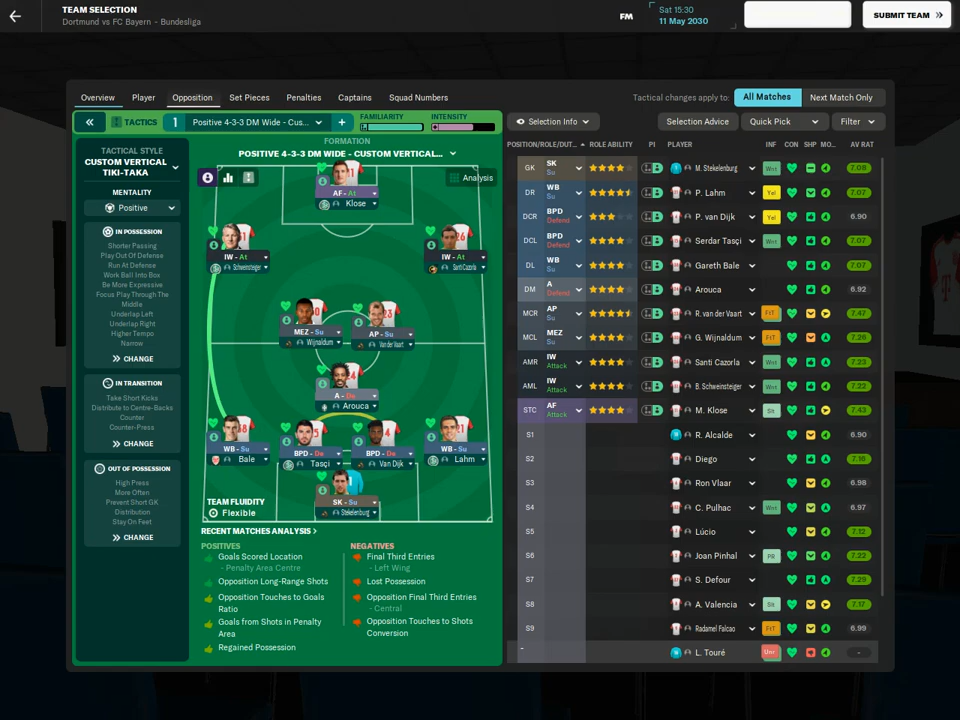 TEAM SELECTION
Dortmund vs FC Bayern - Bundesliga
FM
Sat 15:30
11 May 2030
SUBMIT TEAM
Overview
Player
Opposition
Set Pieces
Penalties
Captains
Squad Numbers
Tactical changes apply to:
All Matches
Next Match Only
TACTICS
1
Positive 4-3-3 DM Wide - Cus...
FAMILIARITY
INTENSITY
Selection Info
Selection Advice
Quick Pick
Filter
TACTICAL STYLE
CUSTOM VERTICAL TIKI-TAKA
MENTALITY
Positive
IN POSSESSION
Shorter Passing
Play Out Of Defense
Run At Defense
Work Ball Into Box
Be More Expressive
Focus Play Through The
Middle
Underlap Left
Underlap Right
Higher Tempo
Narrow
CHANGE
IN TRANSITION
Take Short Kicks
Distribute to Centre-Backs
Counter
Counter-Press
CHANGE
OUT OF POSSESSION
High Press
More Often
Prevent Short GK
Distribution
Stay On Feet
CHANGE
FORMATION
POSITIVE 4-3-3 DM WIDE - CUSTOM VERTICAL...
Analysis
AF - At
Klose
IW - At
Schweinsteiger
IW - At
Santi Cazorla
MEZ - Su
Wijnaldum
AP - Su
Van der Vaart
A - De
Arouca
WB - Su
Bale
BPD - De
Tasçi
BPD - De
Van Dijk
WB - Su
Lahm
SK - Su
Stekelenburg
TEAM FLUIDITY
Flexible
RECENT MATCHES ANALYSIS
POSITIVES
Goals Scored Location
- Penalty Area Centre
Opposition Long-Range Shots
Opposition Touches to Goals
Ratio
Goals from Shots in Penalty
Area
Regained Possession
NEGATIVES
Final Third Entries
- Left Wing
Lost Possession
Opposition Final Third Entries
- Central
Opposition Touches to Shots
Conversion
POSITION/ROLE/DUT... ROLE ABILITY PI PLAYER INF CON SHP MO... AV RAT
GK SK Su M. Stekelenburg Wnt 7.08
DR WB Su P. Lahm Yel 7.07
DCR BPD Defend P. van Dijk Yel 6.90
DCL BPD Defend Serdar Tasçi Wnt 7.07
DL WB Su Gareth Bale 7.07
DM A Defend Arouca 6.92
MCR AP Su R. van der Vaart FrT 7.47
MCL MEZ Su G. Wijnaldum FrT 7.26
AMR IW Attack Santi Cazorla Wnt 7.23
AML IW Attack B. Schweinsteiger Wnt 7.22
STC AF Attack M. Klose Slt 7.43
S1 R. Alcalde 6.90
S2 Diego 7.16
S3 Ron Vlaar 6.98
S4 C. Pulhac Wnt 6.97
S5 Lúcio 7.12
S6 Joan Pinhal PR 7.22
S7 S. Defour 7.29
S8 A. Valencia Slt 7.17
S9 Radamel Falcao FrT 6.99
- L. Touré Unr -